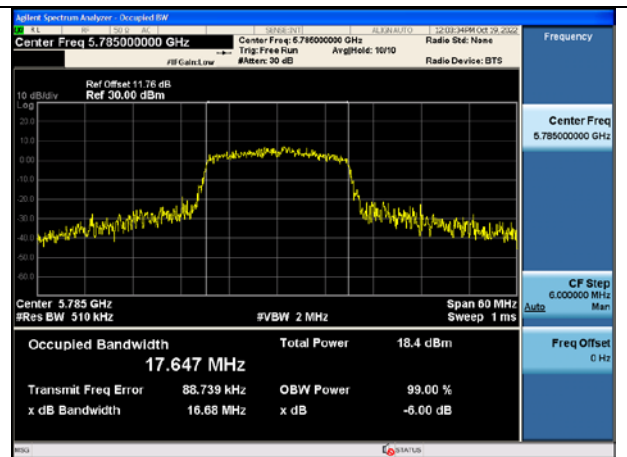 Agilent Spectrum Analyzer - Occupied BW
RL RF 50 Ω AC SENSE:INT ALIGN AUTO 12:03:34PM Oct 19, 2022
Center Freq 5.785000000 GHz
Center Freq: 5.785000000 GHz
Radio Std: None
Trig: Free Run Avg|Hold: 10/10
#IFGain:Low #Atten: 30 dB Radio Device: BTS
Frequency
Ref Offset 11.76 dB
10 dB/div Ref 30.00 dBm
Log
20.0
10.0
0.00
-10.0
-20.0
-30.0
-40.0
-50.0
-60.0
Center 5.785 GHz Span 60 MHz
#Res BW 510 kHz #VBW 2 MHz Sweep 1 ms
Occupied Bandwidth Total Power 18.4 dBm
17.647 MHz
Transmit Freq Error 88.739 kHz OBW Power 99.00 %
x dB Bandwidth 16.68 MHz x dB -6.00 dB
Center Freq
5.785000000 GHz
CF Step
6.000000 MHz
Auto Man
Freq Offset
0 Hz
MSG STATUS